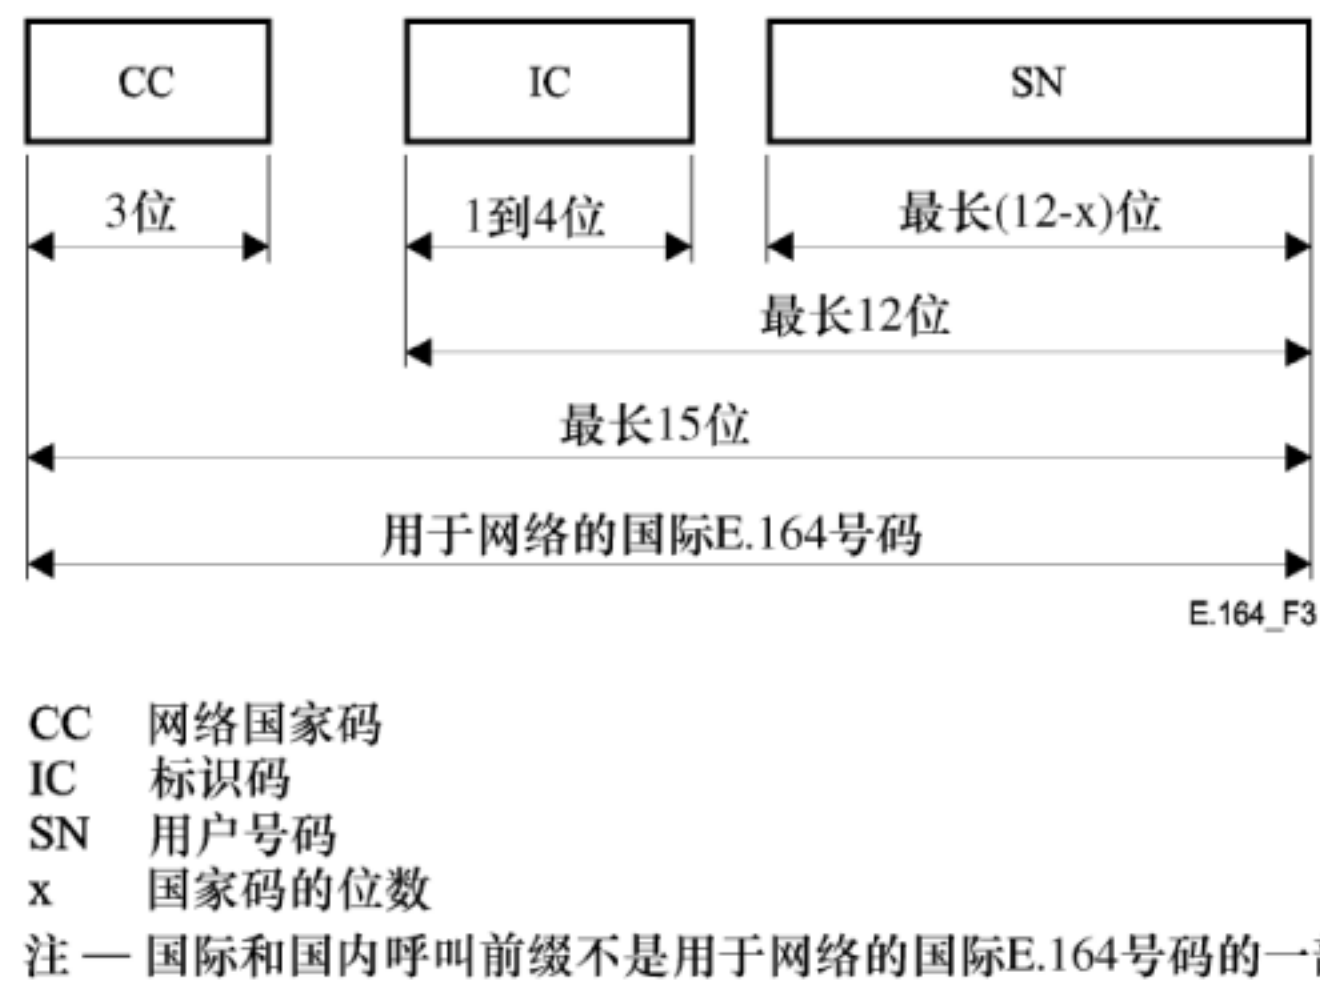 CC IC SN
3位 1到4位 最长(12-x)位
最长12位
最长15位
用于网络的国际E.164号码
E.164_F3
CC 网络国家码
IC 标识码
SN 用户号码
x 国家码的位数
注 — 国际和国内呼叫前缀不是用于网络的国际E.164号码的一